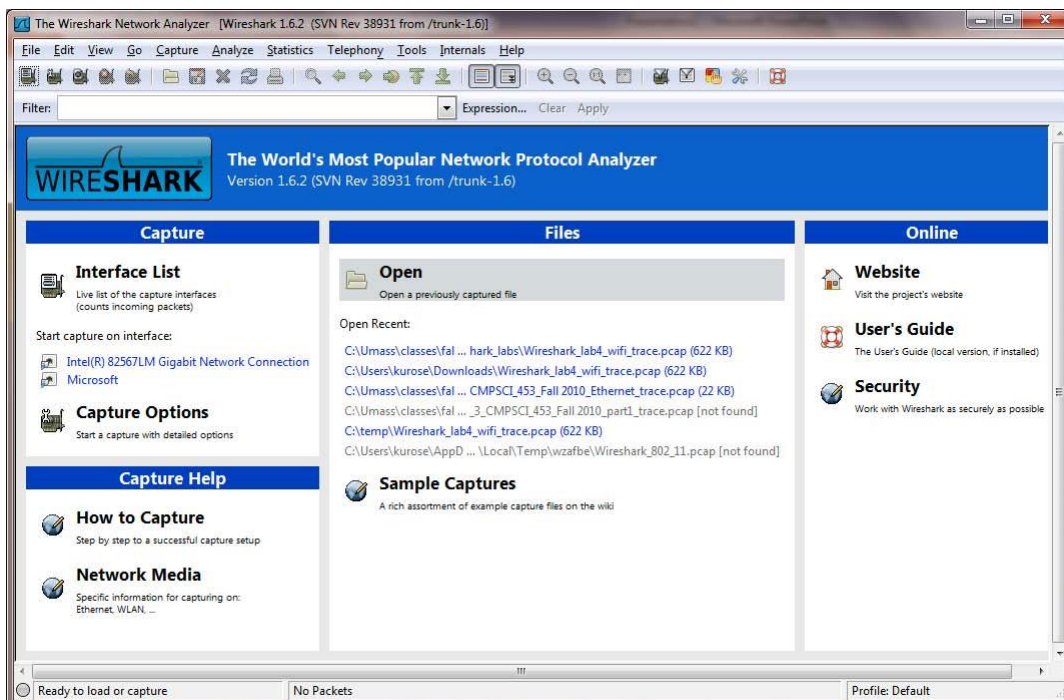 The Wireshark Network Analyzer [Wireshark 1.6.2 (SVN Rev 38931 from /trunk-1.6)]
File Edit View Go Capture Analyze Statistics Telephony Tools Internals Help
Filter: Expression... Clear Apply
WIRESHARK
The World's Most Popular Network Protocol Analyzer
Version 1.6.2 (SVN Rev 38931 from /trunk-1.6)
Capture
Interface List
Live list of the capture interfaces
(counts incoming packets)
Start capture on interface:
Intel(R) 82567LM Gigabit Network Connection
Microsoft
Capture Options
Start a capture with detailed options
Capture Help
How to Capture
Step by step to a successful capture setup
Network Media
Specific information for capturing on:
Ethernet, WLAN, ...
Files
Open
Open a previously captured file
Open Recent:
C:\Umass\classes\fal ... hark_labs\Wireshark_lab4_wifi_trace.pcap (622 KB)
C:\Users\kurose\Downloads\Wireshark_lab4_wifi_trace.pcap (622 KB)
C:\Umass\classes\fal ... CMPSCI_453_Fall 2010_Ethernet_trace.pcap (22 KB)
C:\Umass\classes\fal ... _3_CMPSCI_453_Fall 2010_part1_trace.pcap [not found]
C:\temp\Wireshark_lab4_wifi_trace.pcap (622 KB)
C:\Users\kurose\AppD ... \Local\Temp\wzafbe\Wireshark_802_11.pcap [not found]
Sample Captures
A rich assortment of example capture files on the wiki
Online
Website
Visit the project's website
User's Guide
The User's Guide (local version, if installed)
Security
Work with Wireshark as securely as possible
Ready to load or capture
No Packets
Profile: Default